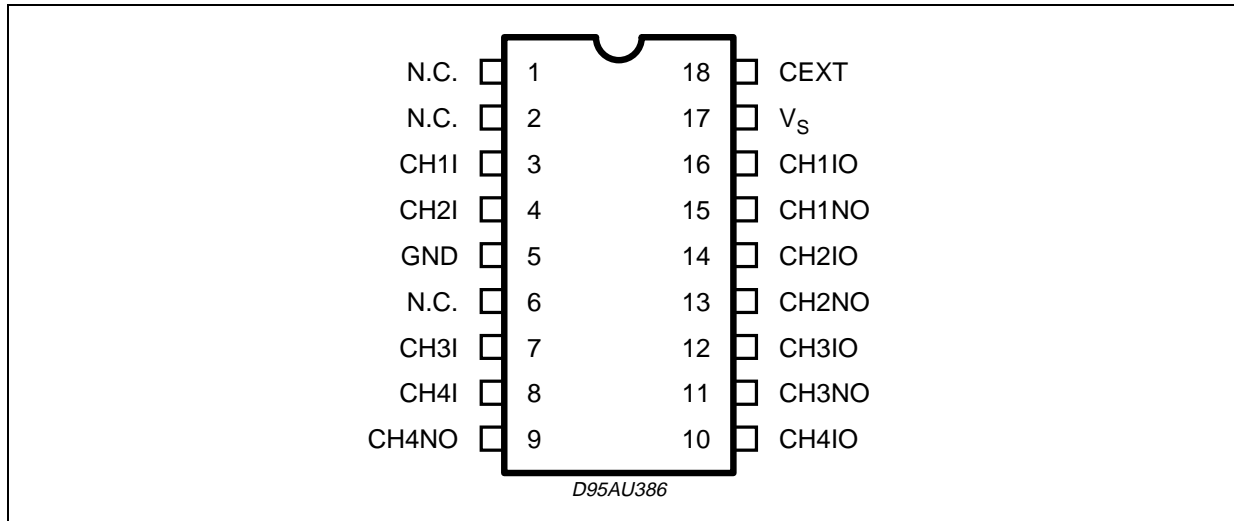 N.C. 1 18 CEXT
N.C. 2 17 VS
CH1I 3 16 CH1IO
CH2I 4 15 CH1NO
GND 5 14 CH2IO
N.C. 6 13 CH2NO
CH3I 7 12 CH3IO
CH4I 8 11 CH3NO
CH4NO 9 10 CH4IO
D95AU386